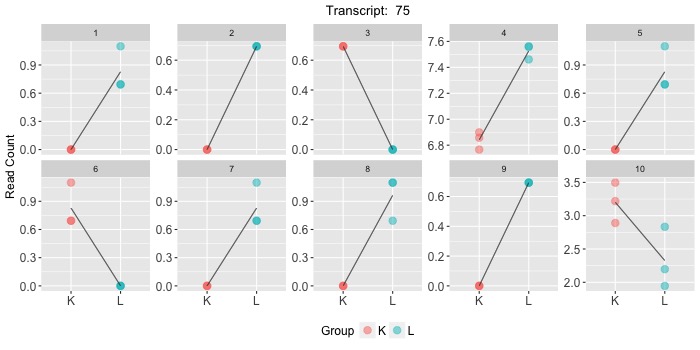 Transcript: 75
1 2 3 4 5
0.9 0.6 0.3 0.0
0.6 0.4 0.2 0.0
0.6 0.4 0.2 0.0
7.6 7.4 7.2 7.0 6.8
0.9 0.6 0.3 0.0
Read Count
6 7 8 9 10
0.9 0.6 0.3 0.0
0.9 0.6 0.3 0.0
0.9 0.6 0.3 0.0
0.6 0.4 0.2 0.0
3.5 3.0 2.5 2.0
K L K L K L K L K L
Group K L